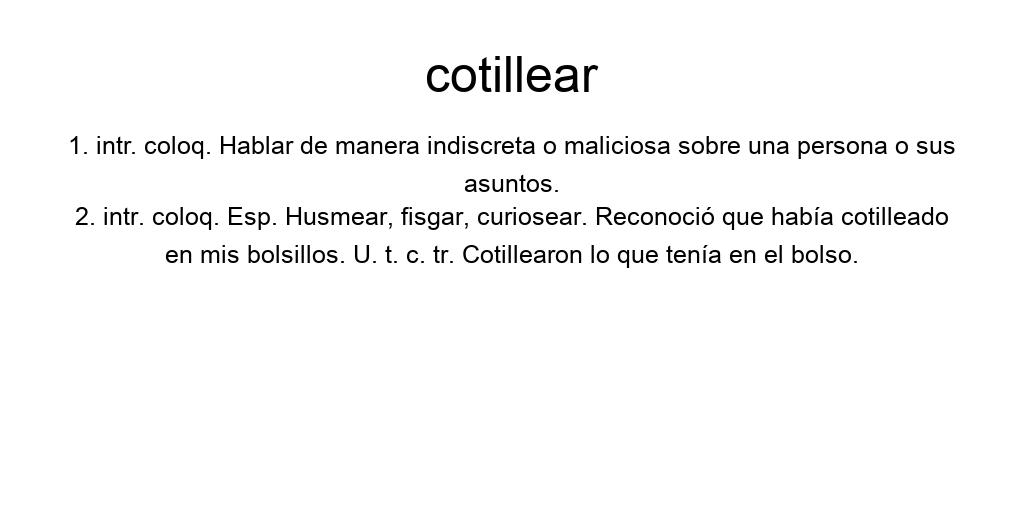 cotillear
1. intr. coloq. Hablar de manera indiscreta o maliciosa sobre una persona o sus
asuntos.
2. intr. coloq. Esp. Husmear, fisgar, curiosear. Reconoció que había cotilleado
en mis bolsillos. U. t. c. tr. Cotillearon lo que tenía en el bolso.